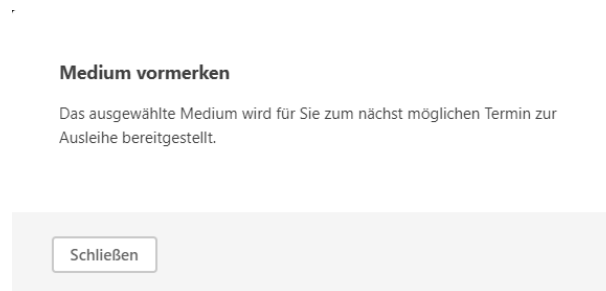 Medium vormerken
Das ausgewählte Medium wird für Sie zum nächst möglichen Termin zur
Ausleihe bereitgestellt.
Schließen